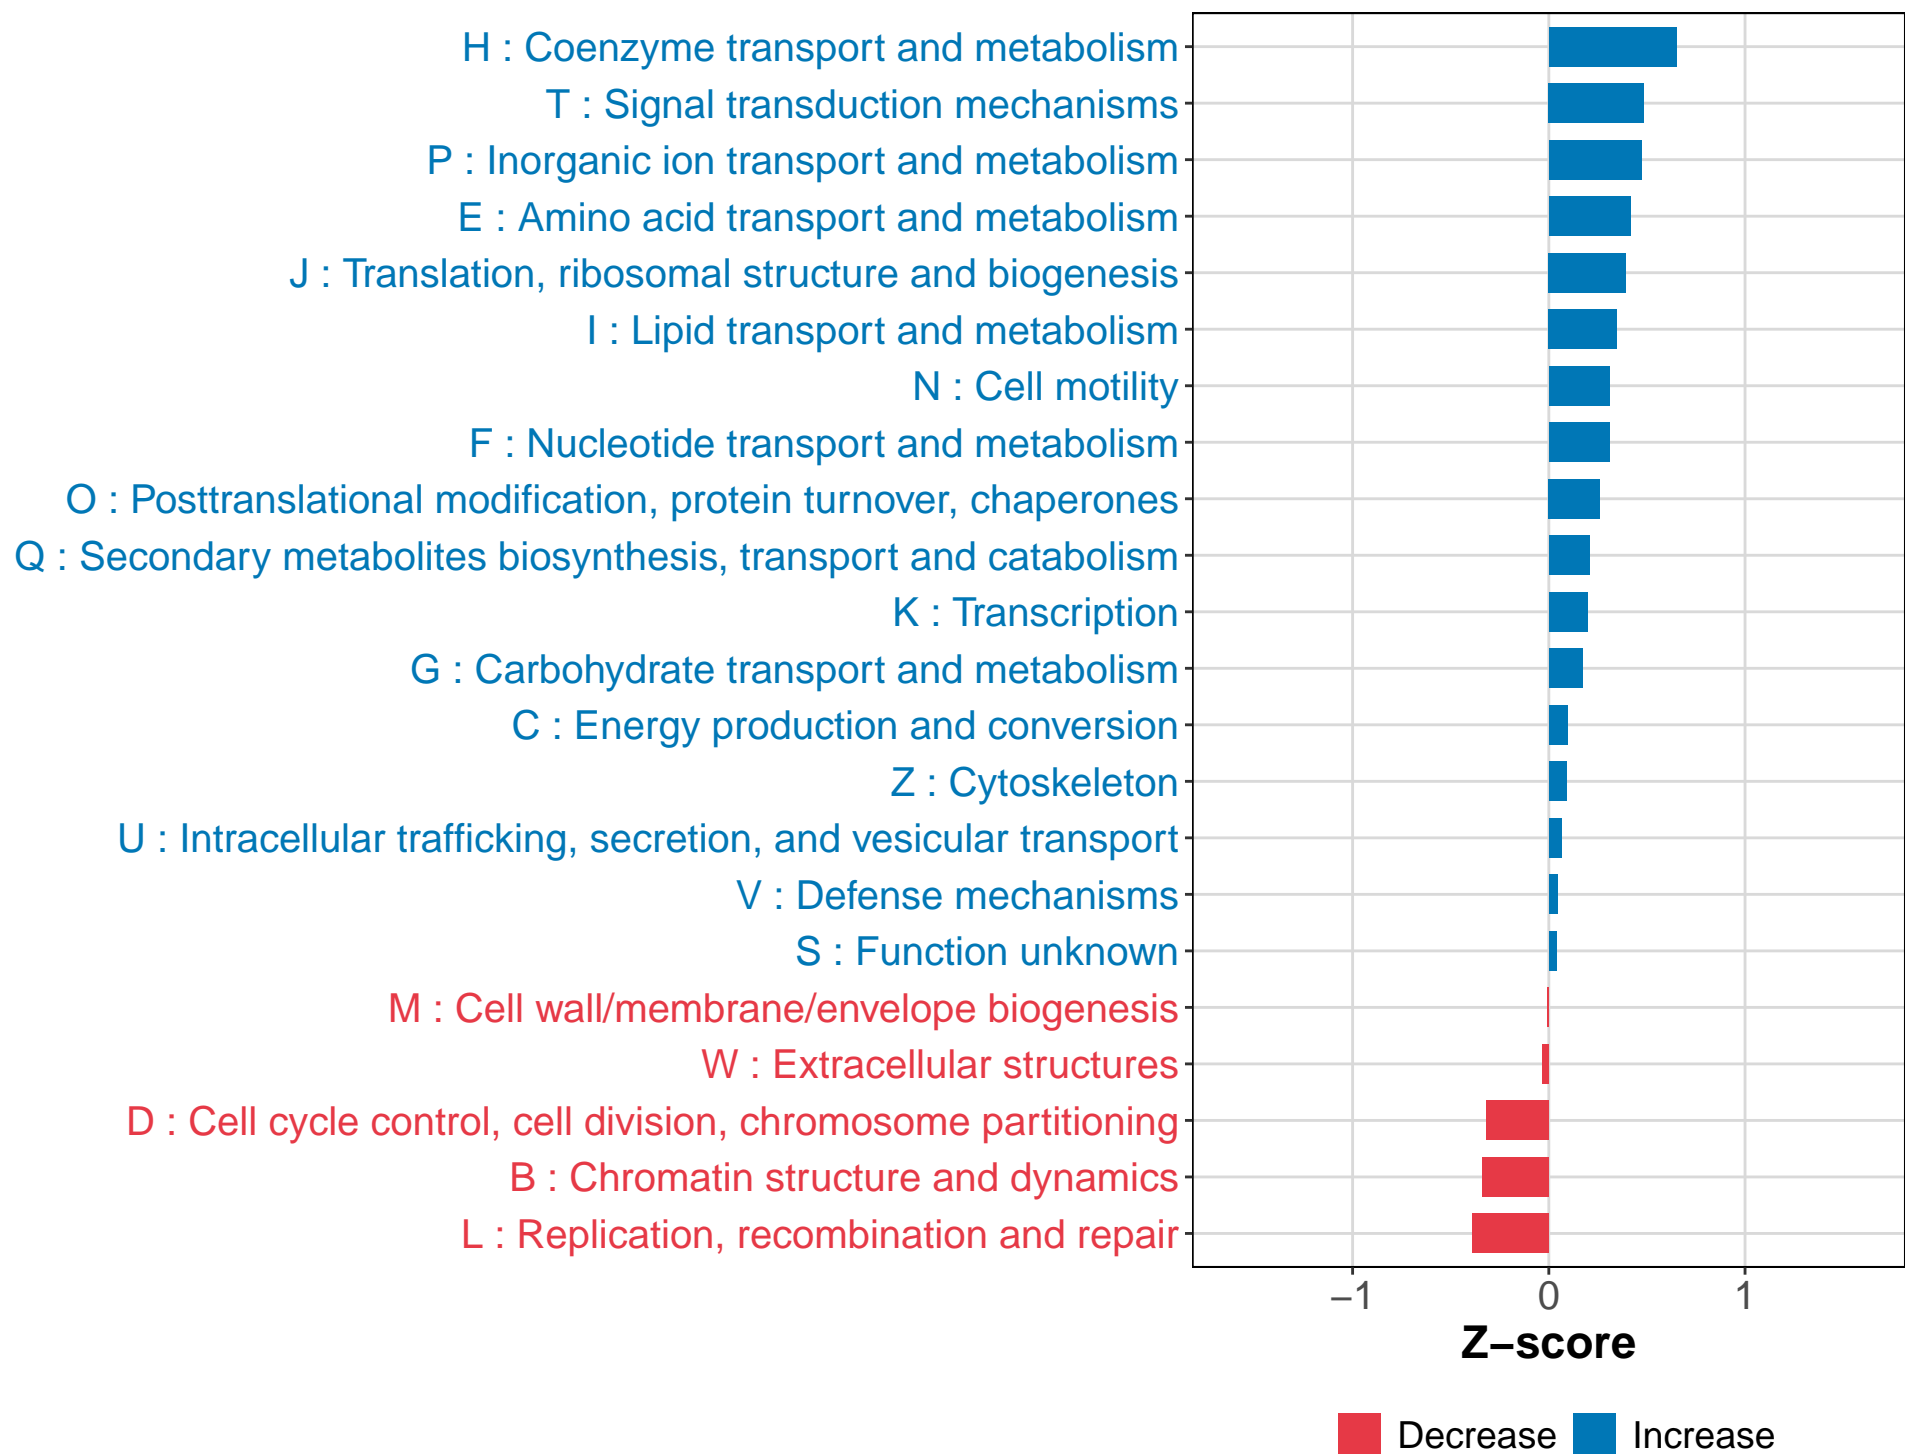 H : Coenzyme transport and metabolism
T : Signal transduction mechanisms
P : Inorganic ion transport and metabolism
E : Amino acid transport and metabolism
J : Translation, ribosomal structure and biogenesis
I : Lipid transport and metabolism
N : Cell motility
F : Nucleotide transport and metabolism
O : Posttranslational modification, protein turnover, chaperones
Q : Secondary metabolites biosynthesis, transport and catabolism
K : Transcription
G : Carbohydrate transport and metabolism
C : Energy production and conversion
Z : Cytoskeleton
U : Intracellular trafficking, secretion, and vesicular transport
V : Defense mechanisms
S : Function unknown
M : Cell wall/membrane/envelope biogenesis
W : Extracellular structures
D : Cell cycle control, cell division, chromosome partitioning
B : Chromatin structure and dynamics
L : Replication, recombination and repair
−1 0 1
Z−score
Decrease Increase